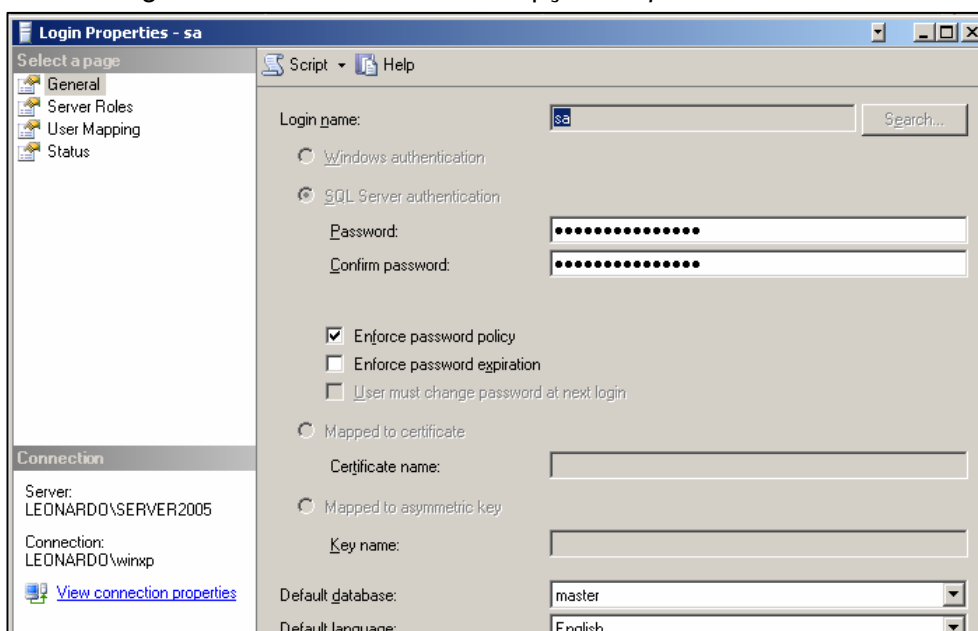 Login Properties - sa
Select a page
General
Server Roles
User Mapping
Status
Script Help
Login name: sa Search...
Windows authentication
SQL Server authentication
Password:
Confirm password:
Enforce password policy
Enforce password expiration
User must change password at next login
Mapped to certificate
Certificate name:
Mapped to asymmetric key
Key name:
Default database: master
Default language: English
Connection
Server:
LEONARDO\SERVER2005
Connection:
LEONARDO\winxp
View connection properties